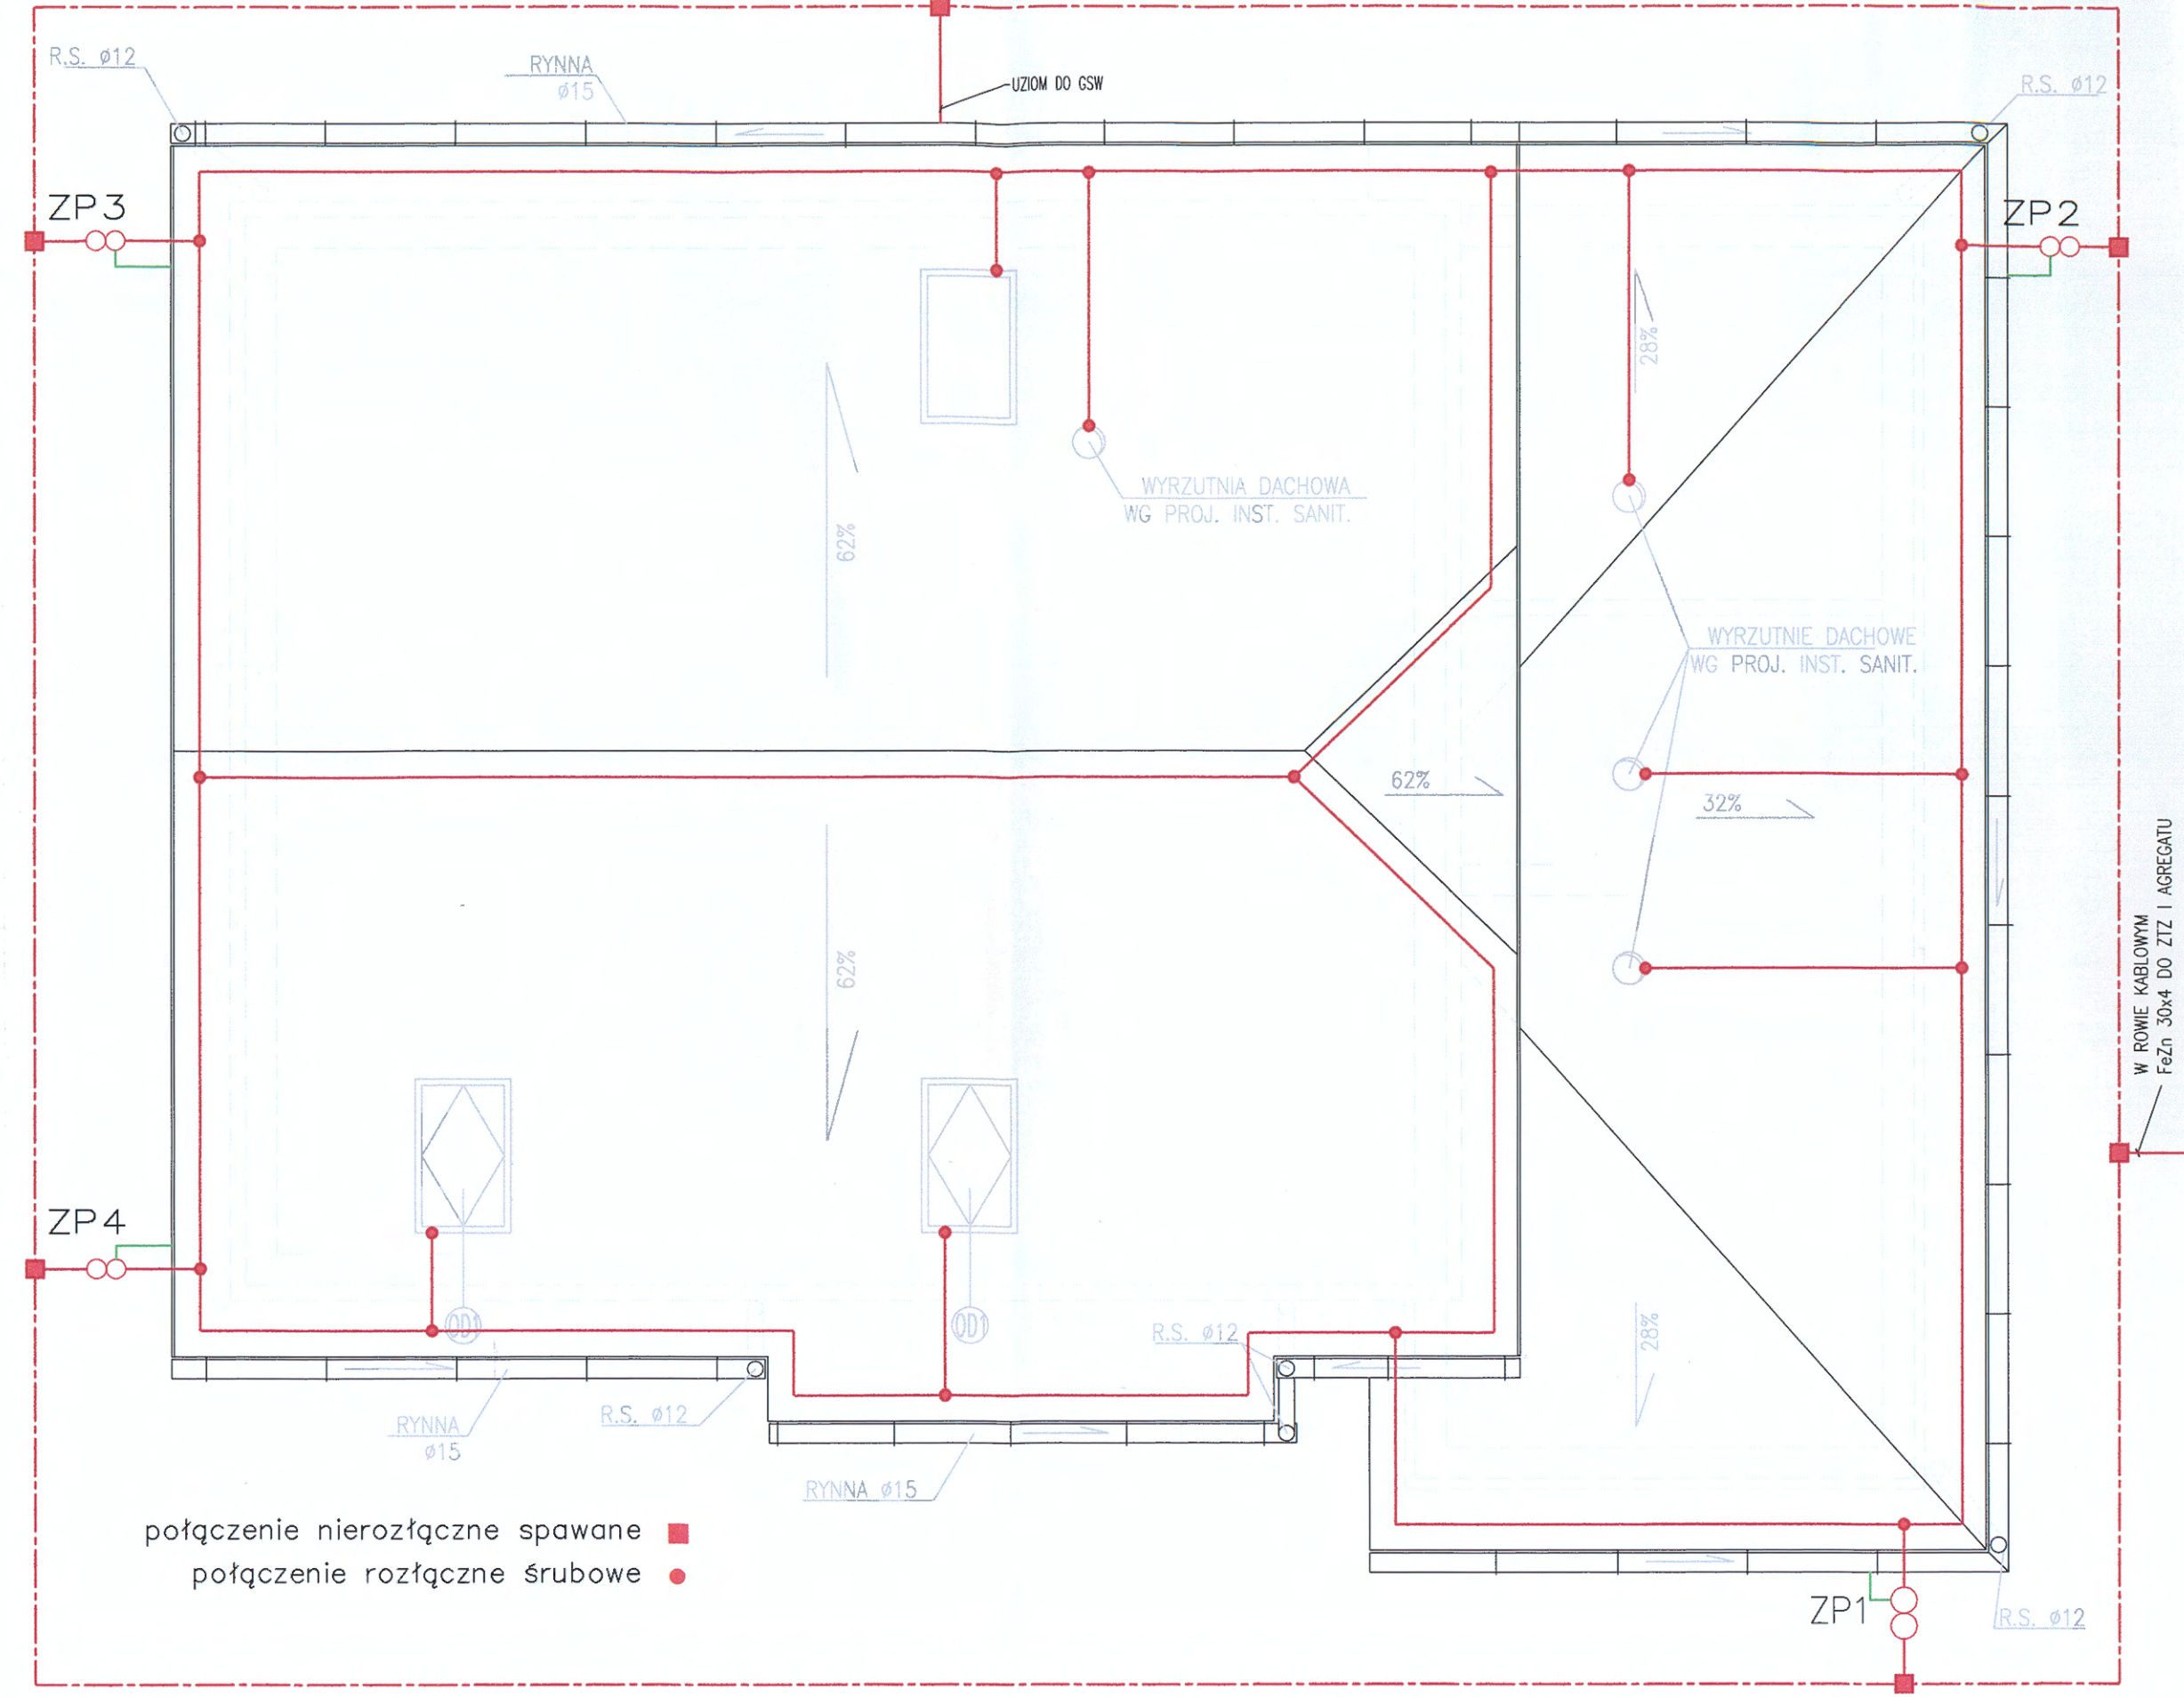 R.S. ø12
RYNNA
ø15
UZIOM DO GSW
R.S. ø12
ZP3
ZP2
28%
WYRZUTNIA DACHOWA
WG PROJ. INST. SANIT.
62%
WYRZUTNIE DACHOWE
WG PROJ. INST. SANIT.
62%
32%
W ROWIE KABLOWYM
FeZn 30x4 DO ZTZ I AGREGATU
62%
ZP4
OD1
OD1
R.S. ø12
28%
RYNNA
ø15
R.S. ø12
RYNNA ø15
połączenie nierozłączne spawane
połączenie rozłączne śrubowe
ZP1
R.S. ø12